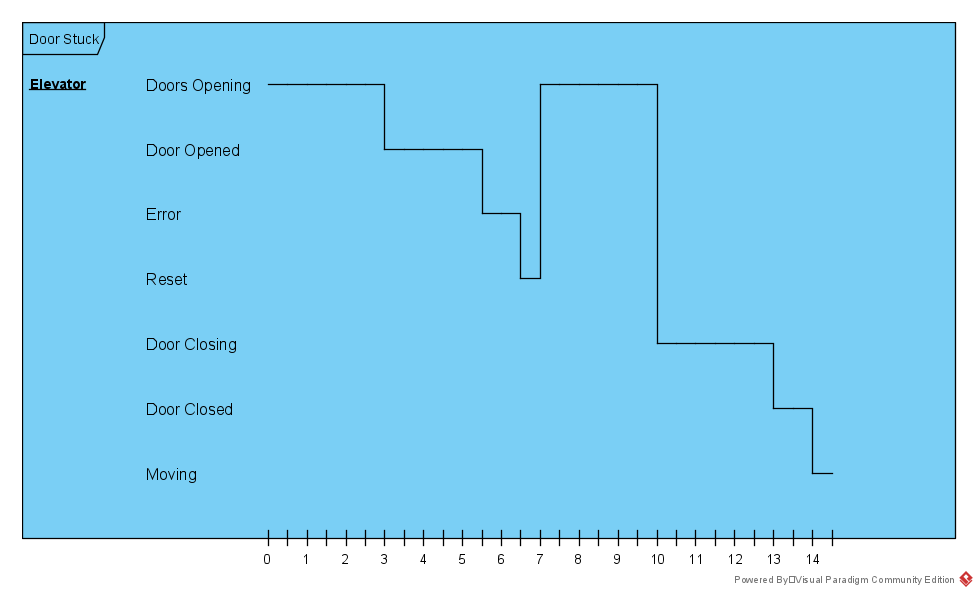 Door Stuck
Elevator
Doors Opening
Door Opened
Error
Reset
Door Closing
Door Closed
Moving
0 1 2 3 4 5 6 7 8 9 10 11 12 13 14
Powered By□Visual Paradigm Community Edition